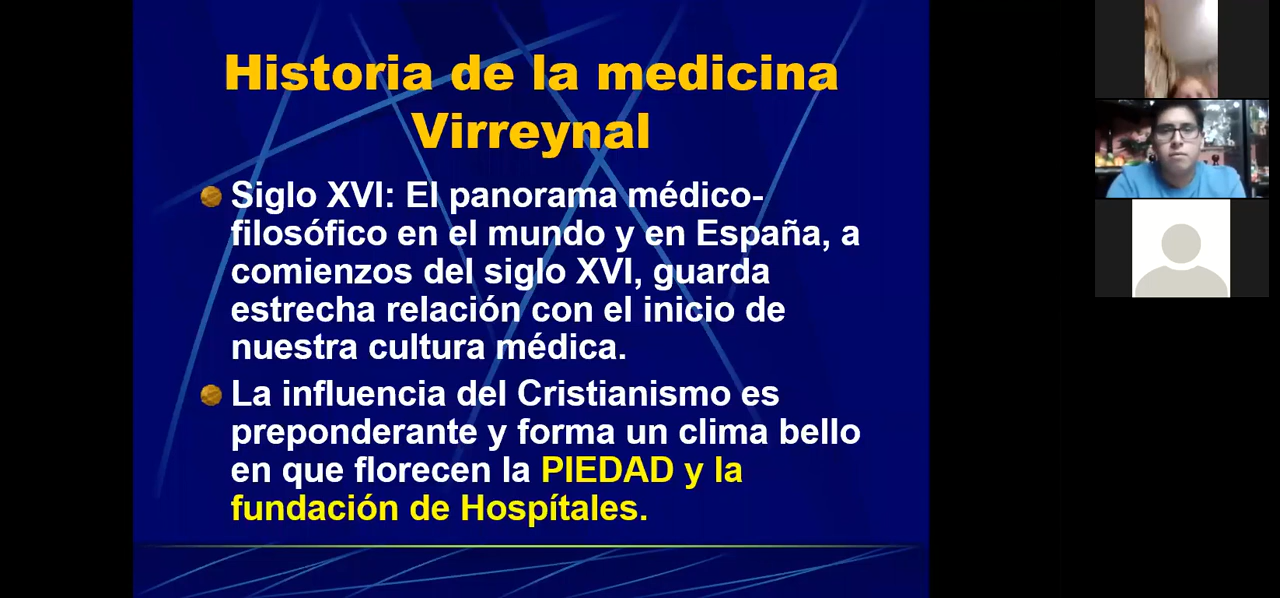 Historia de la medicina
Virreynal
Siglo XVI: El panorama médico-
filosófico en el mundo y en España, a
comienzos del siglo XVI, guarda
estrecha relación con el inicio de
nuestra cultura médica.
La influencia del Cristianismo es
preponderante y forma un clima bello
en que florecen la PIEDAD y la
fundación de Hospítales.